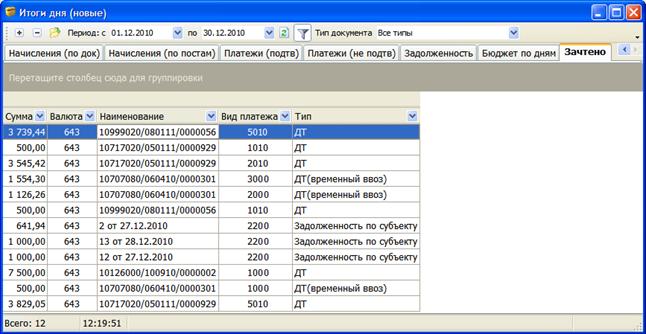 Итоги дня (новые)
Период: с 01.12.2010 по 30.12.2010 Тип документа Все типы
Начисления (по док) Начисления (по постам) Платежи (подтв) Платежи (не подтв) Задолженность Бюджет по дням Зачтено
Перетащите столбец сюда для группировки
Сумма Валюта Наименование Вид платежа Тип
3 739,44 643 10999020/080111/0000056 5010 ДТ
500,00 643 10717020/050111/0000929 1010 ДТ
3 545,42 643 10717020/050111/0000929 2010 ДТ
1 554,30 643 10707080/060410/0000301 3000 ДТ(временный ввоз)
1 126,26 643 10707080/060410/0000301 2000 ДТ(временный ввоз)
500,00 643 10999020/080111/0000056 1010 ДТ
641,94 643 2 от 27.12.2010 2200 Задолженность по субъекту
1 000,00 643 13 от 28.12.2010 2200 Задолженность по субъекту
1 000,00 643 12 от 27.12.2010 2200 Задолженность по субъекту
7 500,00 643 10126000/100910/0000002 1000 ДТ
500,00 643 10707080/060410/0000301 1000 ДТ(временный ввоз)
3 829,05 643 10717020/050111/0000929 5010 ДТ
Всего: 12 12:19:51